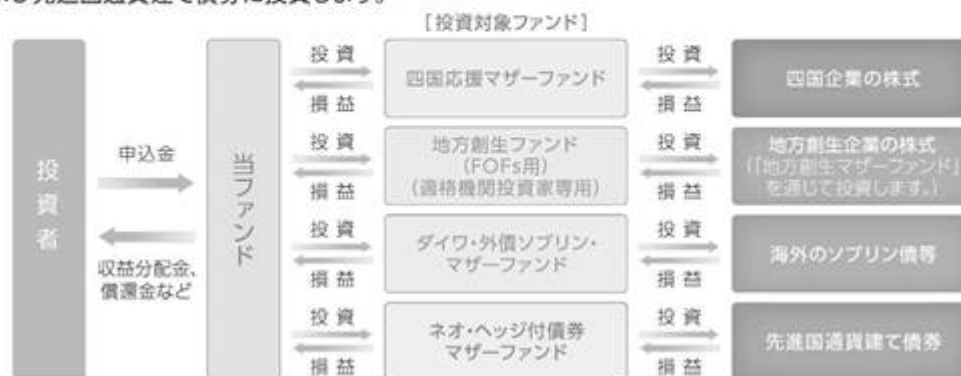 先進国通貨建て債券に投資します。
[投資対象ファンド]
投資者
申込金
収益分配金、
償還金など
当ファンド
投資
損益
四国応援マザーファンド
投資
損益
四国企業の株式
投資
損益
地方創生ファンド
(FOFs用)
(適格機関投資家専用)
投資
損益
地方創生企業の株式
(「地方創生マザーファンド」
を通じて投資します。)
投資
損益
ダイワ・外債ソブリン・
マザーファンド
投資
損益
海外のソブリン債等
投資
損益
ネオ・ヘッジ付債券
マザーファンド
投資
損益
先進国通貨建て債券